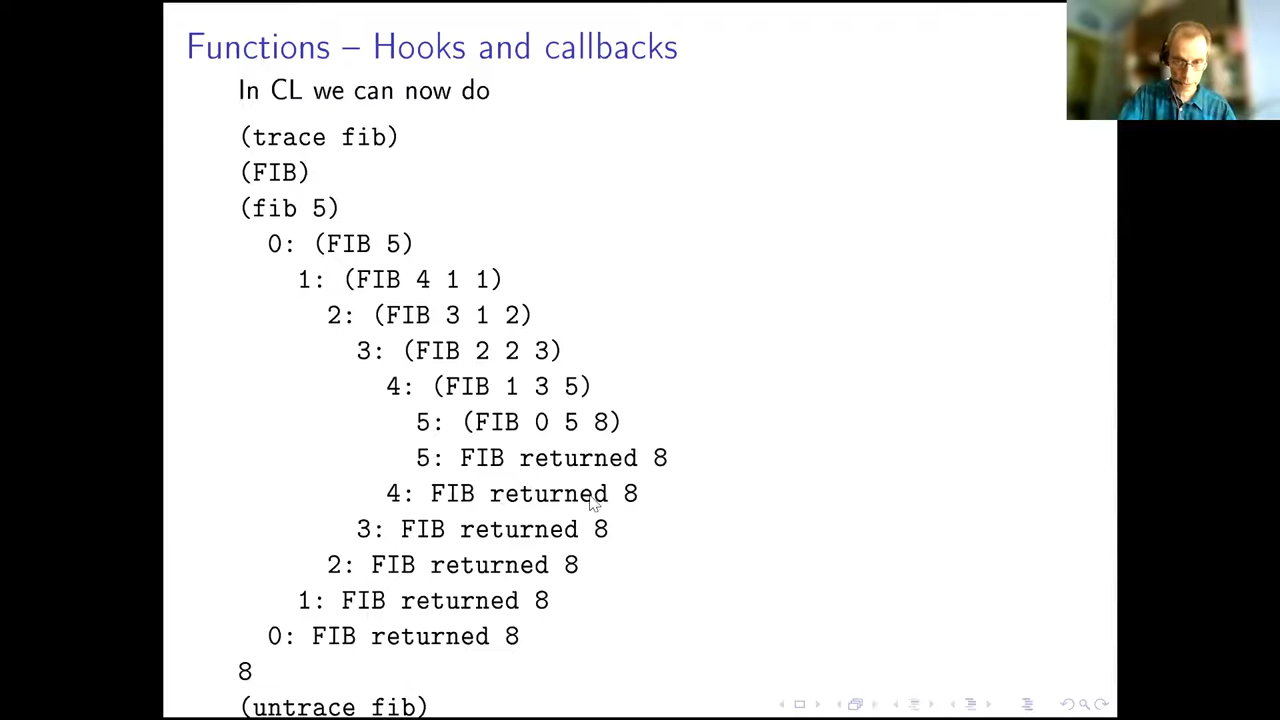 Functions – Hooks and callbacks
In CL we can now do
(trace fib)
(FIB)
(fib 5)
0: (FIB 5)
1: (FIB 4 1 1)
2: (FIB 3 1 2)
3: (FIB 2 2 3)
4: (FIB 1 3 5)
5: (FIB 0 5 8)
5: FIB returned 8
4: FIB returned 8
3: FIB returned 8
2: FIB returned 8
1: FIB returned 8
0: FIB returned 8
8
(untrace fib)